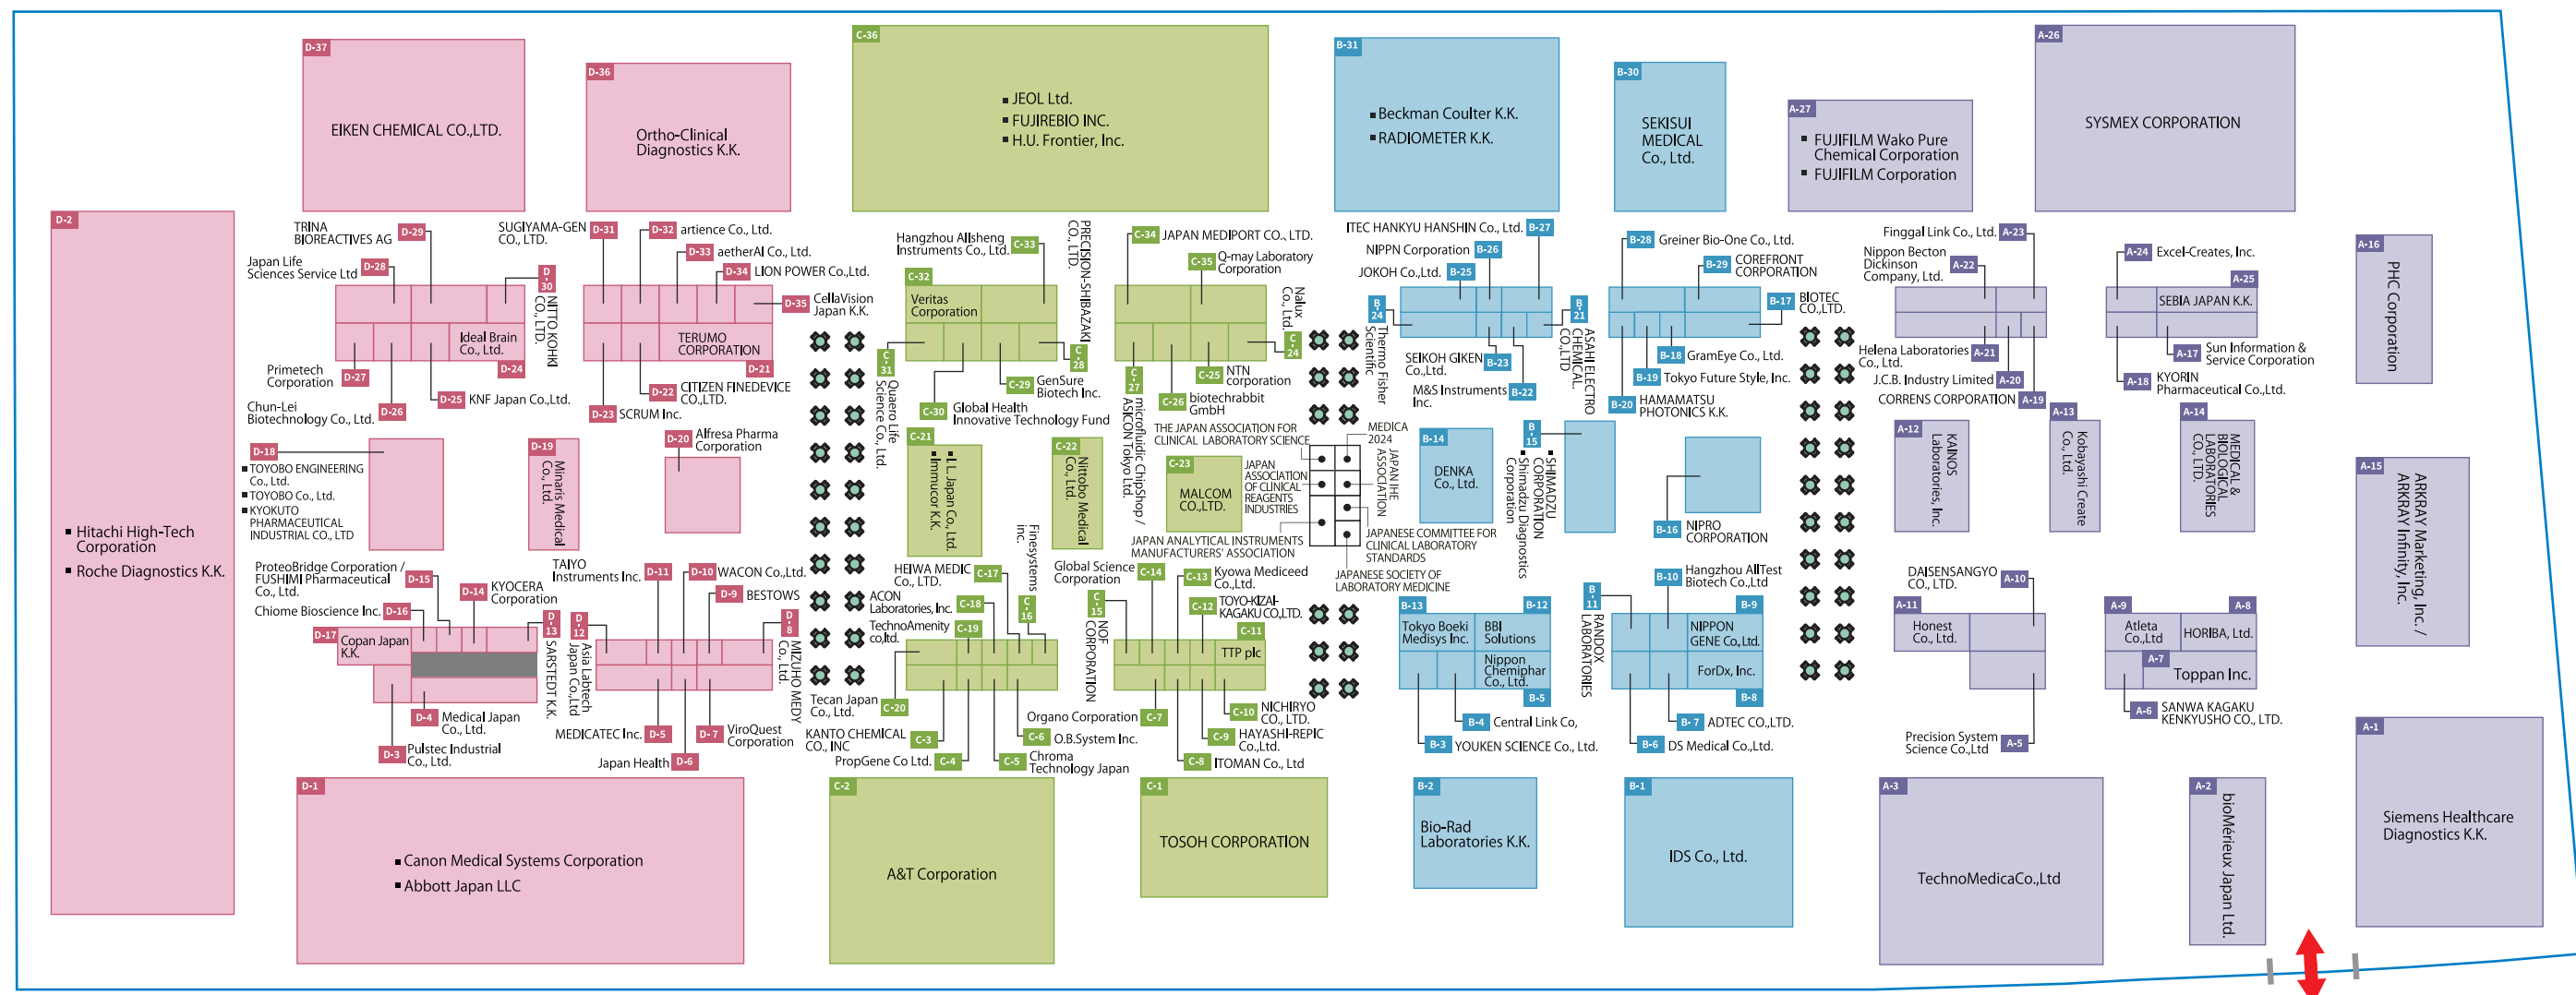 D-37
EIKEN CHEMICAL CO.,LTD.
D-36
Ortho-Clinical
Diagnostics K.K.
C-36
▪ JEOL Ltd.
▪ FUJIREBIO INC.
▪ H.U. Frontier, Inc.
B-31
▪ Beckman Coulter K.K.
▪ RADIOMETER K.K.
B-30
SEKISUI
MEDICAL
Co., Ltd.
A-27
▪ FUJIFILM Wako Pure
Chemical Corporation
▪ FUJIFILM Corporation
A-26
SYSMEX CORPORATION
D-2
▪ Hitachi High-Tech
Corporation
▪ Roche Diagnostics K.K.
TRINA
BIOREACTIVES AG
D-29
Japan Life
Sciences Service Ltd
D-28
D-30
NITTO KOHKI
CO., LTD.
Ideal Brain
Co., Ltd.
D-24
Primetech
Corporation
D-27
Chun-Lei
Biotechnology Co., Ltd.
D-26
D-25
KNF Japan Co.,Ltd.
SUGIYAMA-GEN
CO., LTD.
D-31
D-32
artience Co., Ltd.
D-33
aetherAI Co., Ltd.
D-34
LION POWER Co.,Ltd.
D-35
CellaVision
Japan K.K.
TERUMO
CORPORATION
D-21
D-22
CITIZEN FINEDEVICE
CO.,LTD.
D-23
SCRUM Inc.
D-18
▪ TOYOBO ENGINEERING
Co., Ltd.
▪ TOYOBO Co., Ltd.
▪ KYOKUTO
PHARMACEUTICAL
INDUSTRIAL CO., LTD
D-19
Minaris Medical
Co., Ltd.
D-20
Alfresa Pharma
Corporation
ProteoBridge Corporation /
FUSHIMI Pharmaceutical
Co., Ltd.
D-15
Chiome Bioscience Inc.
D-16
D-14
KYOCERA
Corporation
D-17
Copan Japan
K.K.
D-13
SARSTEDT K.K.
D-4
Medical Japan
Co., Ltd.
D-3
Pulstec Industrial
Co., Ltd.
TAIYO
Instruments Inc.
D-11
D-10
WACON Co.,Ltd.
D-9
BESTOWS
D-8
MIZUHO MEDY
Co., Ltd.
D-12
Asia Labtech
Japan Co.,Ltd
MEDICATEC Inc.
D-5
Japan Health
D-6
D-7
ViroQuest
Corporation
D-1
▪ Canon Medical Systems Corporation
▪ Abbott Japan LLC
Hangzhou Allsheng
Instruments Co., Ltd.
C-33
PRECISION-SHIBAZAKI
CO., LTD.
C-32
Veritas
Corporation
C-31
Quaero Life
Science Co., Ltd.
C-28
C-29
GenSure
Biotech Inc.
C-30
Global Health
Innovative Technology Fund
C-34
JAPAN MEDIPORT CO., LTD.
C-35
Q-may Laboratory
Corporation
Nalux
Co., Ltd.
C-24
C-25
NTN
corporation
C-26
biotechrabbit
GmbH
C-27
microfluidic ChipShop /
ASICON Tokyo Ltd.
C-21
▪ I.L. Japan Co., Ltd.
▪ Immucor K.K.
C-22
Nittobo Medical
Co., Ltd.
C-23
MALCOM
CO.,LTD.
THE JAPAN ASSOCIATION FOR
CLINICAL LABORATORY SCIENCE
MEDICA
2024
JAPAN IHE
ASSOCIATION
JAPAN
ASSOCIATION
OF CLINICAL
REAGENTS
INDUSTRIES
JAPAN ANALYTICAL INSTRUMENTS
MANUFACTURERS' ASSOCIATION
JAPANESE COMMITTEE FOR
CLINICAL LABORATORY
STANDARDS
JAPANESE SOCIETY OF
LABORATORY MEDICINE
HEIWA MEDIC
Co., LTD.
C-17
Finesystems
inc.
C-16
ACON
Laboratories, Inc.
C-18
TechnoAmenity
co,ltd.
C-19
Tecan Japan
Co., Ltd.
C-20
KANTO CHEMICAL
CO., INC
C-3
PropGene Co Ltd.
C-4
C-5
Chroma
Technology Japan
C-6
O.B.System Inc.
Global Science
Corporation
C-14
C-13
Kyowa Mediceed
Co.,Ltd.
C-12
TOYO-KIZAI-
KAGAKU CO.,LTD.
C-11
TTP plc
C-15
NOF
CORPORATION
Organo Corporation
C-7
C-10
NICHIRYO
CO., LTD.
C-9
HAYASHI-REPIC
Co.,Ltd.
C-8
ITOMAN Co., Ltd
C-2
A&T Corporation
C-1
TOSOH CORPORATION
ITEC HANKYU HANSHIN Co., Ltd.
B-27
NIPPN Corporation
B-26
JOKOH Co.,Ltd.
B-25
B-24
Thermo Fisher
Scientific
B-21
ASAHI ELECTRO
CHEMICAL.
CO.,LTD
SEIKOH GIKEN
Co.,Ltd.
B-23
M&S Instruments
Inc.
B-22
B-28
Greiner Bio-One Co., Ltd.
B-29
COREFRONT
CORPORATION
B-17
BIOTEC
CO.,LTD.
B-18
GramEye Co., Ltd.
B-19
Tokyo Future Style, Inc.
B-20
HAMAMATSU
PHOTONICS K.K.
B-14
DENKA
Co., Ltd.
B-15
▪ SHIMADZU
CORPORATION
▪ Shimadzu Diagnostics
Corporation
B-16
NIPRO
CORPORATION
B-13
Tokyo Boeki
Medisys Inc.
B-12
BBI
Solutions
Nippon
Chemiphar
Co., Ltd.
B-5
B-4
Central Link Co,
B-3
YOUKEN SCIENCE Co., Ltd.
B-11
RANDOX
LABORATORIES
B-10
Hangzhou AllTest
Biotech Co.,Ltd
B-9
NIPPON
GENE Co, Ltd.
ForDx, Inc.
B-8
B-7
ADTEC CO.,LTD.
B-6
DS Medical Co.,Ltd.
B-2
Bio-Rad
Laboratories K.K.
B-1
IDS Co., Ltd.
Finggal Link Co., Ltd.
A-23
Nippon Becton
Dickinson
Company, Ltd.
A-22
Helena Laboratories
Co., Ltd.
A-21
J.C.B. Industry Limited
A-20
CORRENS CORPORATION
A-19
A-24
Excel-Creates, Inc.
A-25
SEBIA JAPAN K.K.
A-17
Sun Information &
Service Corporation
A-18
KYORIN
Pharmaceutical Co.,Ltd.
A-16
PHC Corporation
A-12
KAINOS
Laboratories, Inc.
A-13
Kobayashi Create
Co., Ltd.
A-14
MEDICAL &
BIOLOGICAL
LABORATORIES
CO., LTD.
A-15
ARKRAY Marketing, Inc. /
ARKRAY Infinity, Inc.
DAISENSANGYO
CO., LTD.
A-10
A-11
Honest
Co., Ltd.
Precision System
Science Co.,Ltd
A-5
A-9
Atleta
Co.,Ltd
A-8
HORIBA, Ltd.
A-7
Toppan Inc.
A-6
SANWA KAGAKU
KENKYUSHO CO., LTD.
A-3
TechnoMedicaCo.,Ltd
A-2
bioMérieux Japan Ltd.
A-1
Siemens Healthcare
Diagnostics K.K.